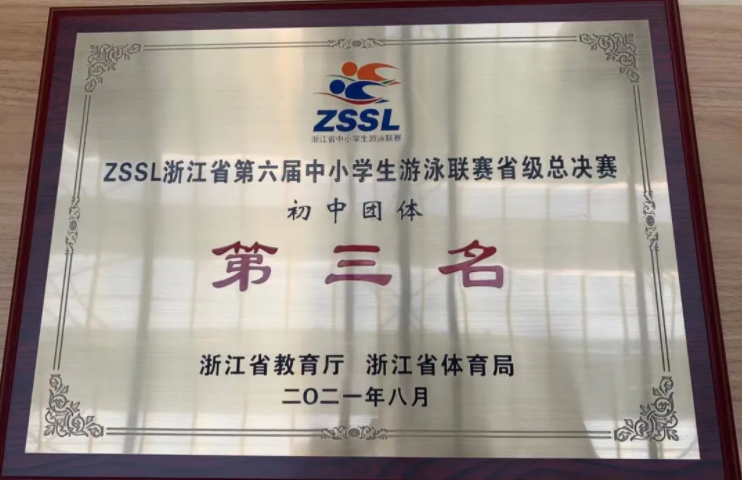 ZSSL
浙江省中小学生游泳联赛
ZSSL浙江省第六届中小学生游泳联赛省级总决赛
初中团体
第三名
浙江省教育厅 浙江省体育局
二〇二一年八月